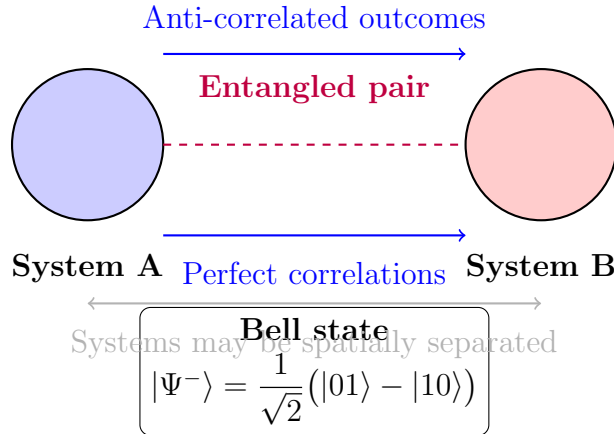 Anti-correlated outcomes
Entangled pair
System A
System B
Perfect correlations
Systems may be spatially separated
Bell state
|Ψ⁻⟩ = 1/√2 (|01⟩ − |10⟩)